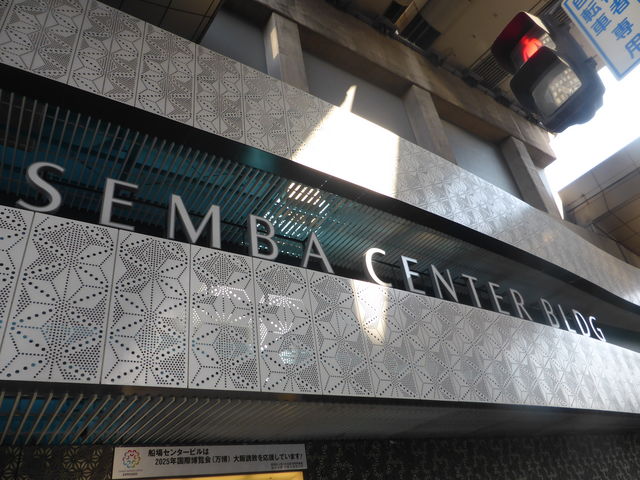 SEMBA CENTER BLDG
船場センタービルは
2025年国際博覧会(万博)大阪誘致を応援しています!